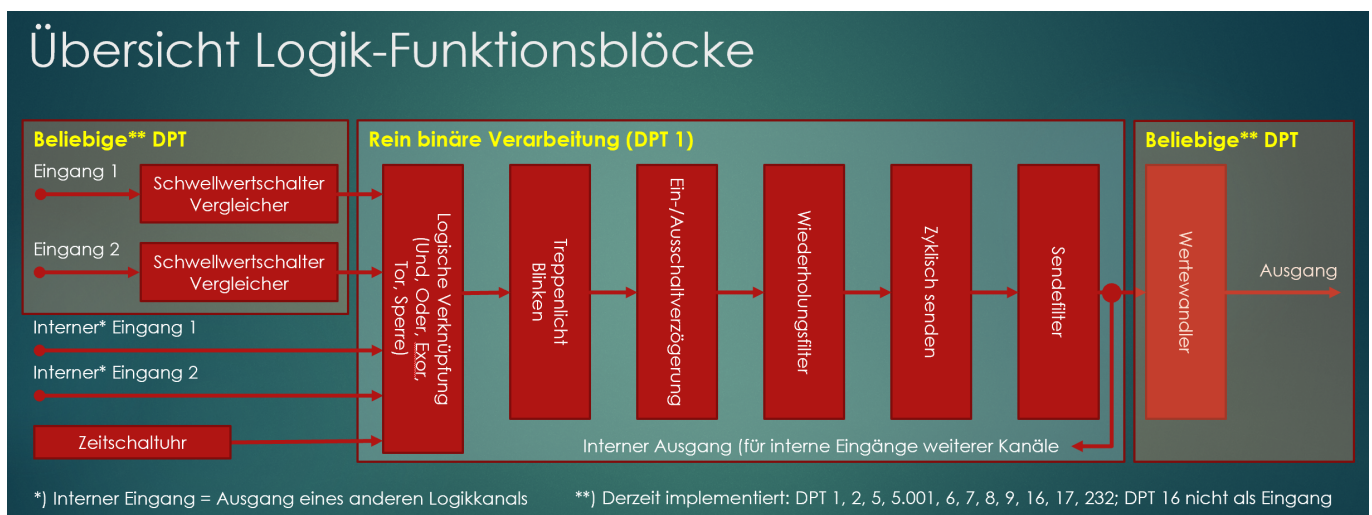 Übersicht Logik-Funktionsblöcke
Beliebige** DPT
Eingang 1
Schwellwertschalter
Vergleicher
Eingang 2
Schwellwertschalter
Vergleicher
Interner* Eingang 1
Interner* Eingang 2
Zeitschaltuhr
Rein binäre Verarbeitung (DPT 1)
Logische Verknüpfung
(Und, Oder, Exor,
Tor, Sperre)
Treppenlicht
Blinken
Ein-/Ausschaltverzögerung
Wiederholungsfilter
Zyklisch senden
Sendefilter
Interner Ausgang (für interne Eingänge weiterer Kanäle
Beliebige** DPT
Wertewandler
Ausgang
*) Interner Eingang = Ausgang eines anderen Logikkanals
**) Derzeit implementiert: DPT 1, 2, 5, 5.001, 6, 7, 8, 9, 16, 17, 232; DPT 16 nicht als Eingang